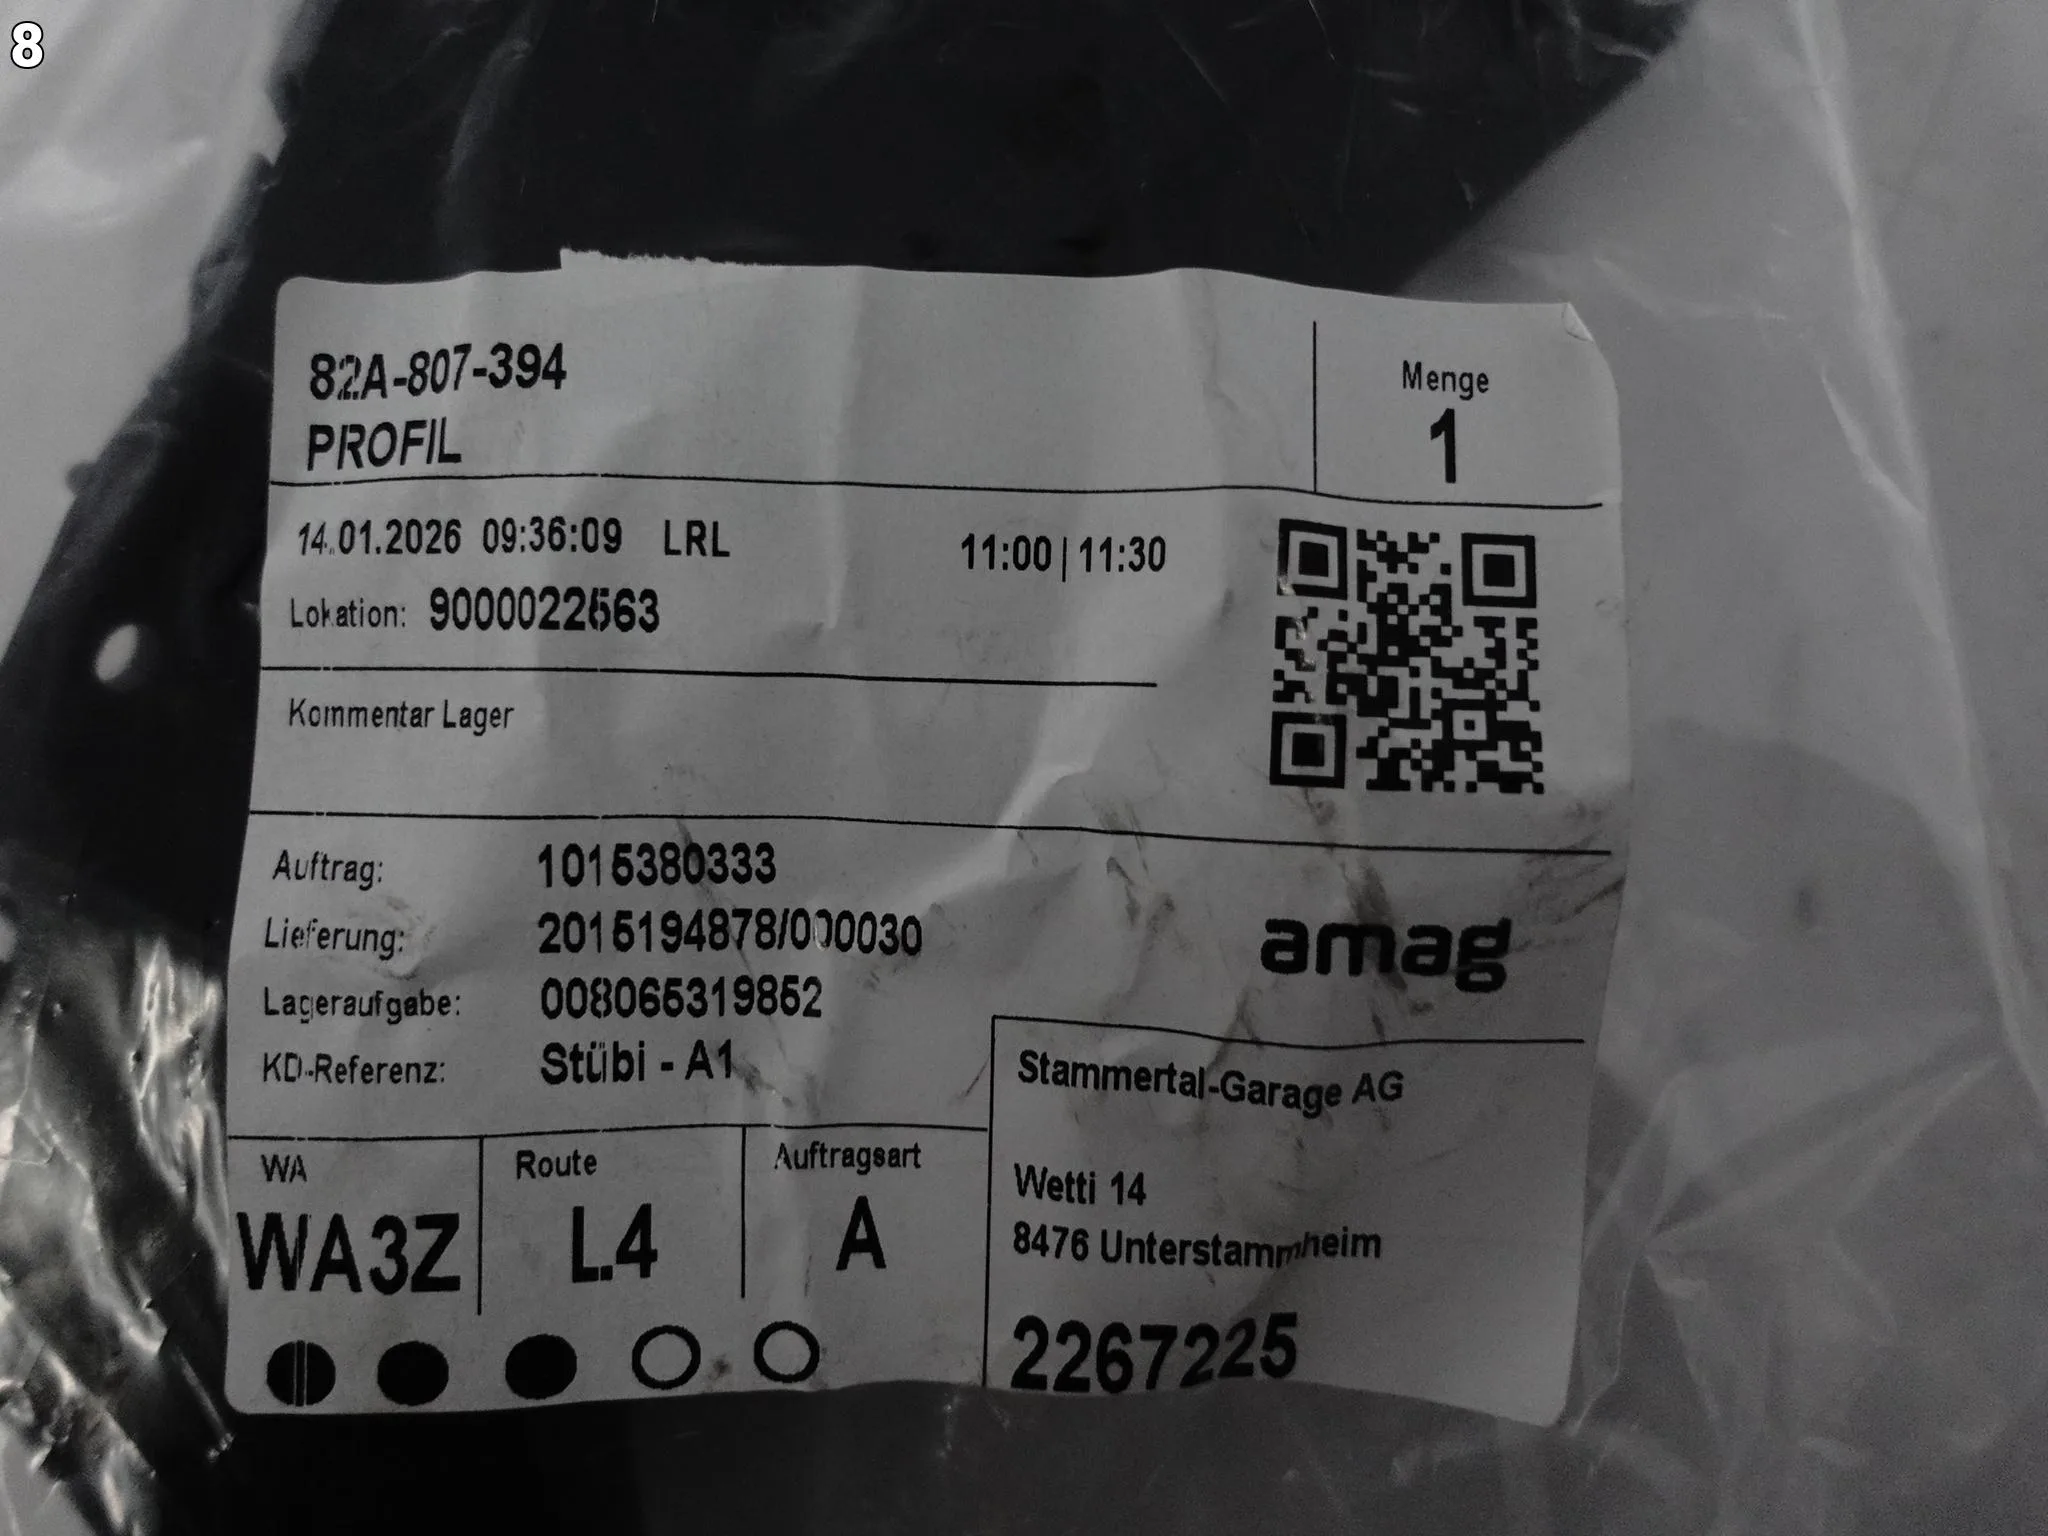 8
82A-807-394
PROFIL
Menge
1
14.01.2026 09:36:09 LRL
11:00 | 11:30
Lokation: 9000022563
Kommentar Lager
Auftrag: 1015380333
Lieferung: 2015194878/000030
Lageraufgabe: 008065319852
KD-Referenz: Stübi - A1
amag
Stammertal-Garage AG
Wetti 14
8476 Unterstammheim
2267225
WA
WA3Z
Route
L.4
Auftragsart
A